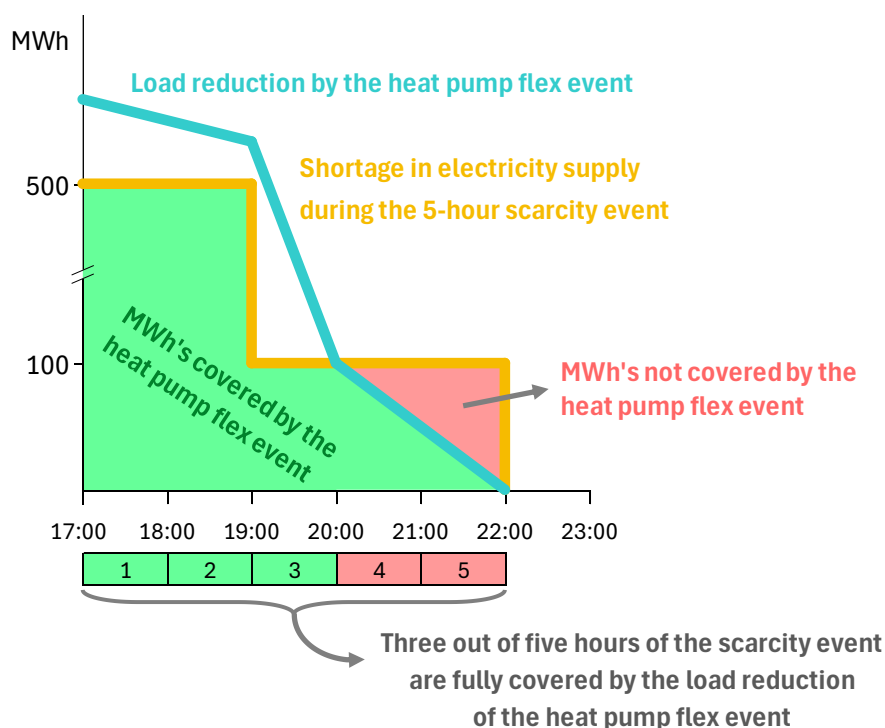 MWh
Load reduction by the heat pump flex event
Shortage in electricity supply
during the 5-hour scarcity event
500
MWh's covered by the
heat pump flex event
100
MWh's not covered by the
heat pump flex event
17:00 18:00 19:00 20:00 21:00 22:00 23:00
1 2 3 4 5
Three out of five hours of the scarcity event
are fully covered by the load reduction
of the heat pump flex event